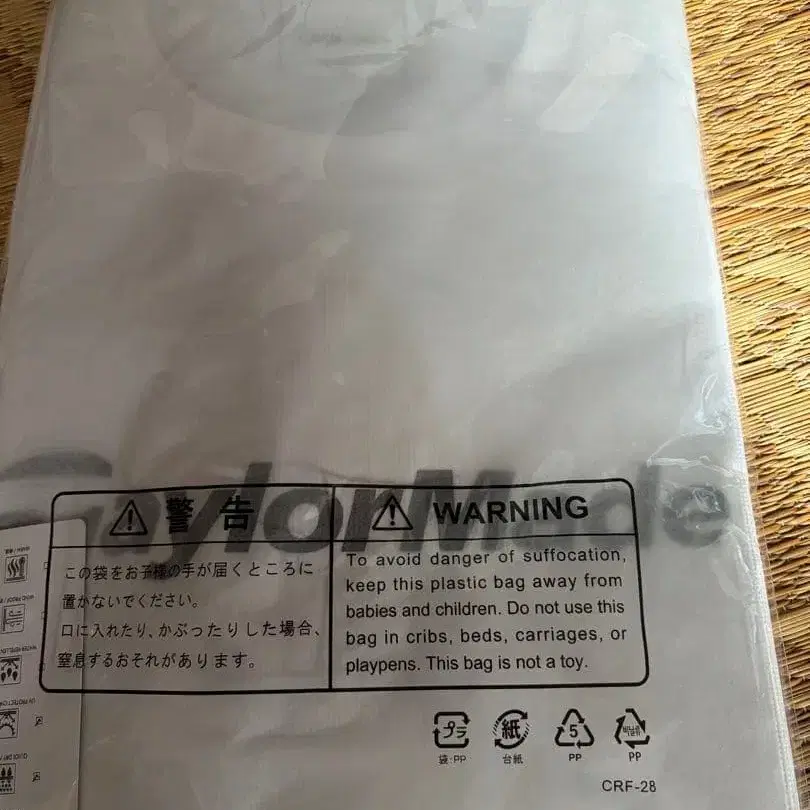 TaylorMade
警 告
この袋をお子様の手が届くところに
置かないでください。
口に入れたり、かぶったりした場合、
窒息するおそれがあります。
WARNING
To avoid danger of suffocation,
keep this plastic bag away from
babies and children. Do not use this
bag in cribs, beds, carriages, or
playpens. This bag is not a toy.
プラ
袋:PP
紙
台紙
5
PP
비닐류
PP
CRF-28